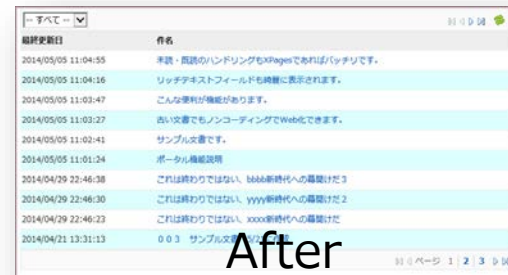 -- すべて --
最終更新日 件名
2014/05/05 11:04:55 未読・既読のハンドリングもXPagesであればバッチリです。
2014/05/05 11:04:16 リッチテキストフィールドも綺麗に表示されます。
2014/05/05 11:03:47 こんな便利が機能があります。
2014/05/05 11:03:27 古い文書でもノンコーディングでWeb化できます。
2014/05/05 11:02:41 サンプル文書です。
2014/05/05 11:01:24 ポータル機能説明
2014/04/29 22:46:38 これは終わりではない、bbbb新時代への幕開けだ3
2014/04/29 22:46:30 これは終わりではない、yyyy新時代への幕開けだ2
2014/04/29 22:46:23 これは終わりではない、xxxx新時代への幕開けだ
2014/04/21 13:31:13 003 サンプル文
After
ページ 1 | 2 | 3